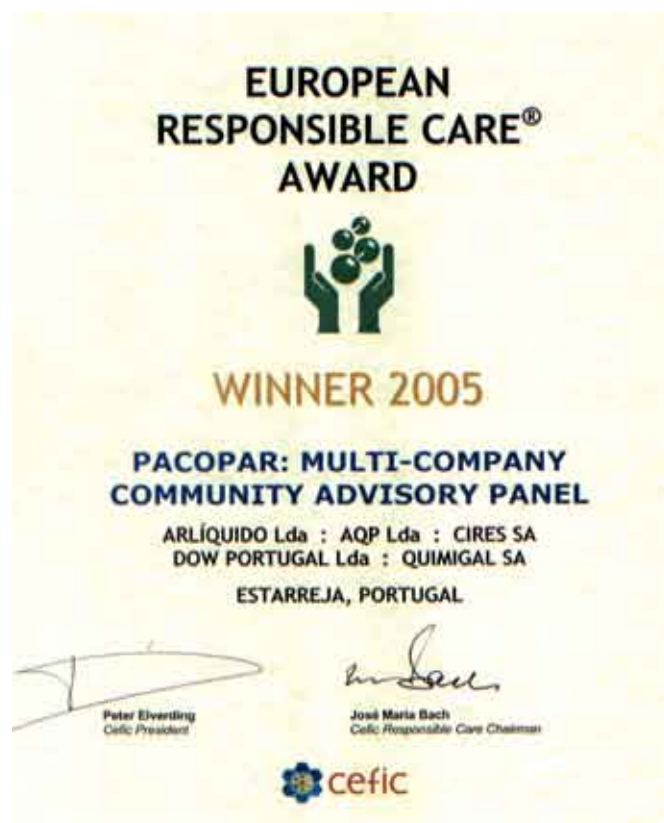 EUROPEAN
RESPONSIBLE CARE®
AWARD
WINNER 2005
PACOPAR: MULTI-COMPANY
COMMUNITY ADVISORY PANEL
ARLÍQUIDO Lda : AQP Lda : CIRES SA
DOW PORTUGAL Lda : QUIMIGAL SA
ESTARREJA, PORTUGAL
Peter Elverding
Cefic President
José Maria Bach
Cefic Responsible Care Chairman
cefic